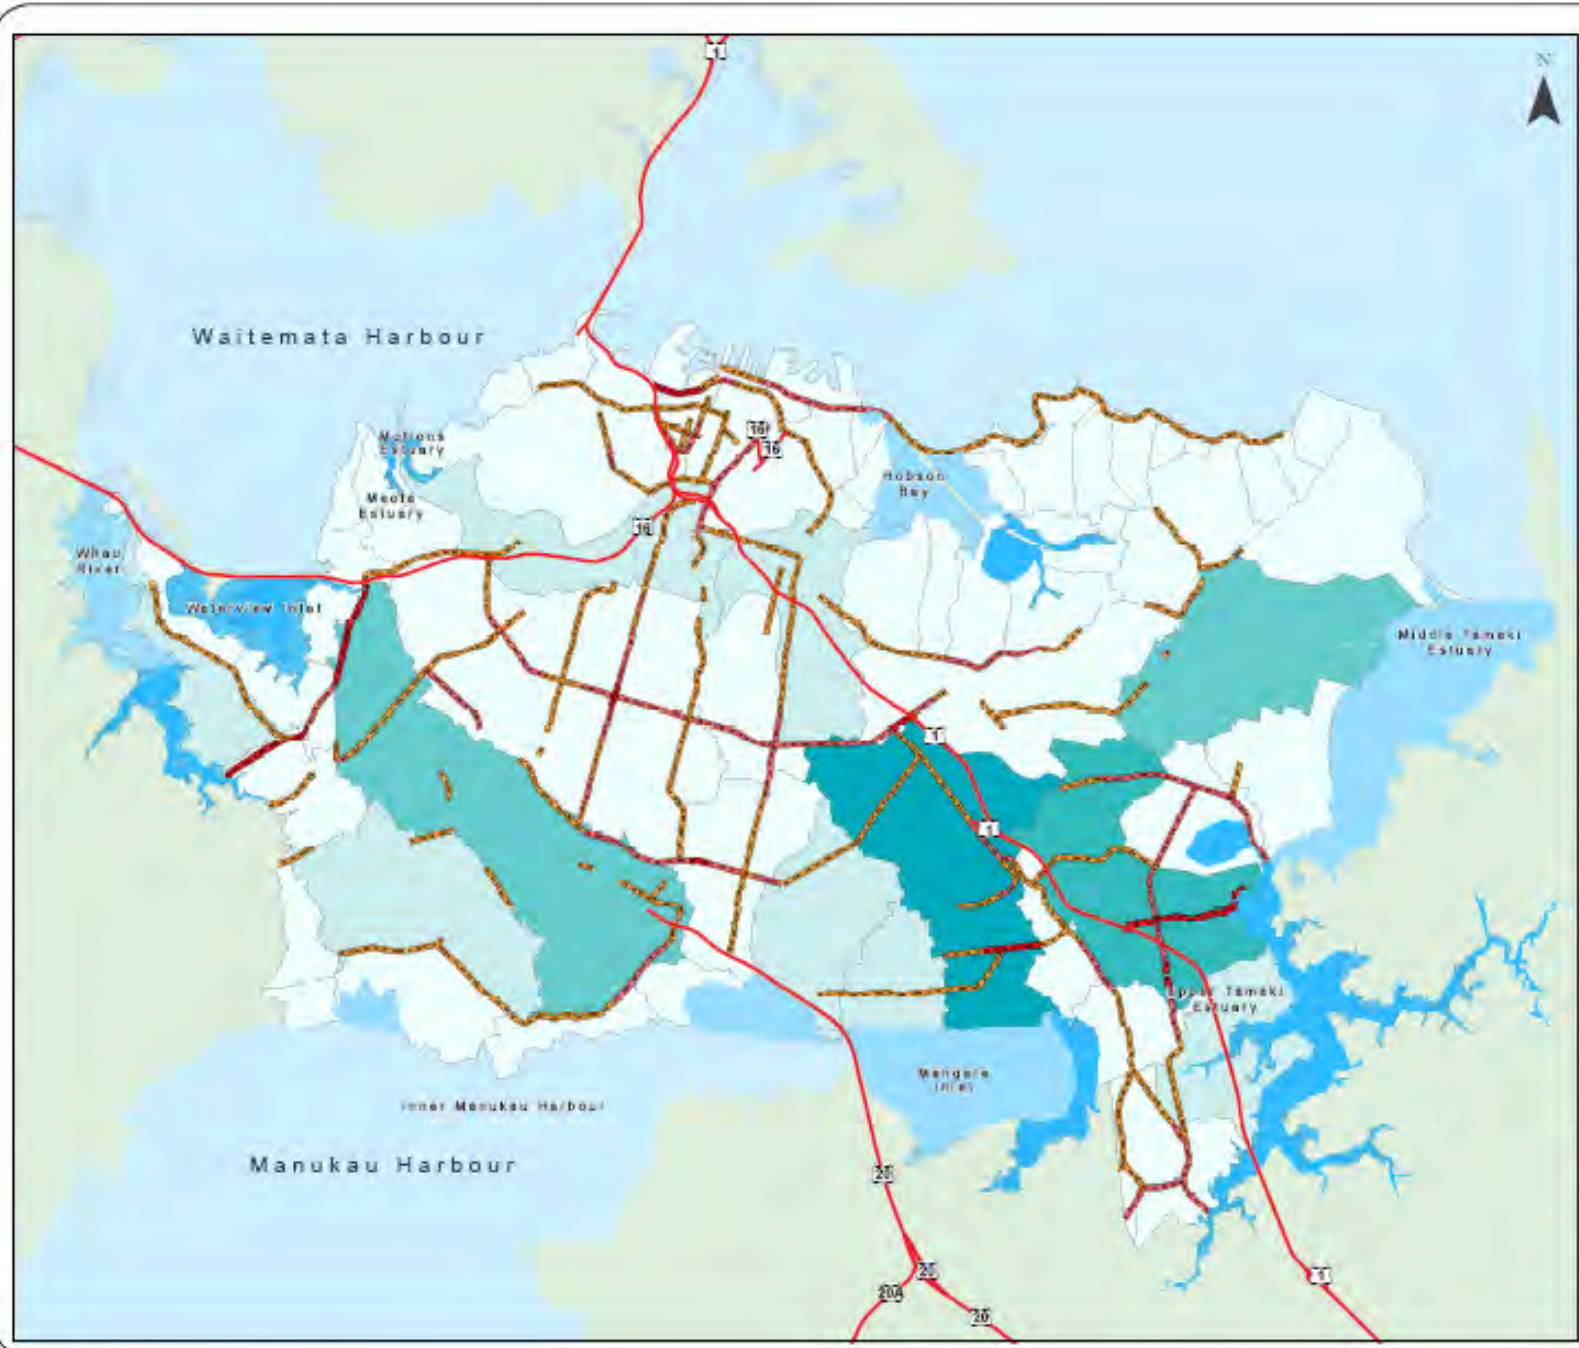 N
1
Waitemata Harbour
Motions
Estuary
16
16
Hobson
Bay
Meola
Estuary
16
Whau
River
Waterview Inlet
Middle Tamaki
Estuary
1
1
Upper Tamaki
Estuary
Mangere
Inlet
Inner Manukau Harbour
Manukau Harbour
20
20
1
20A
20